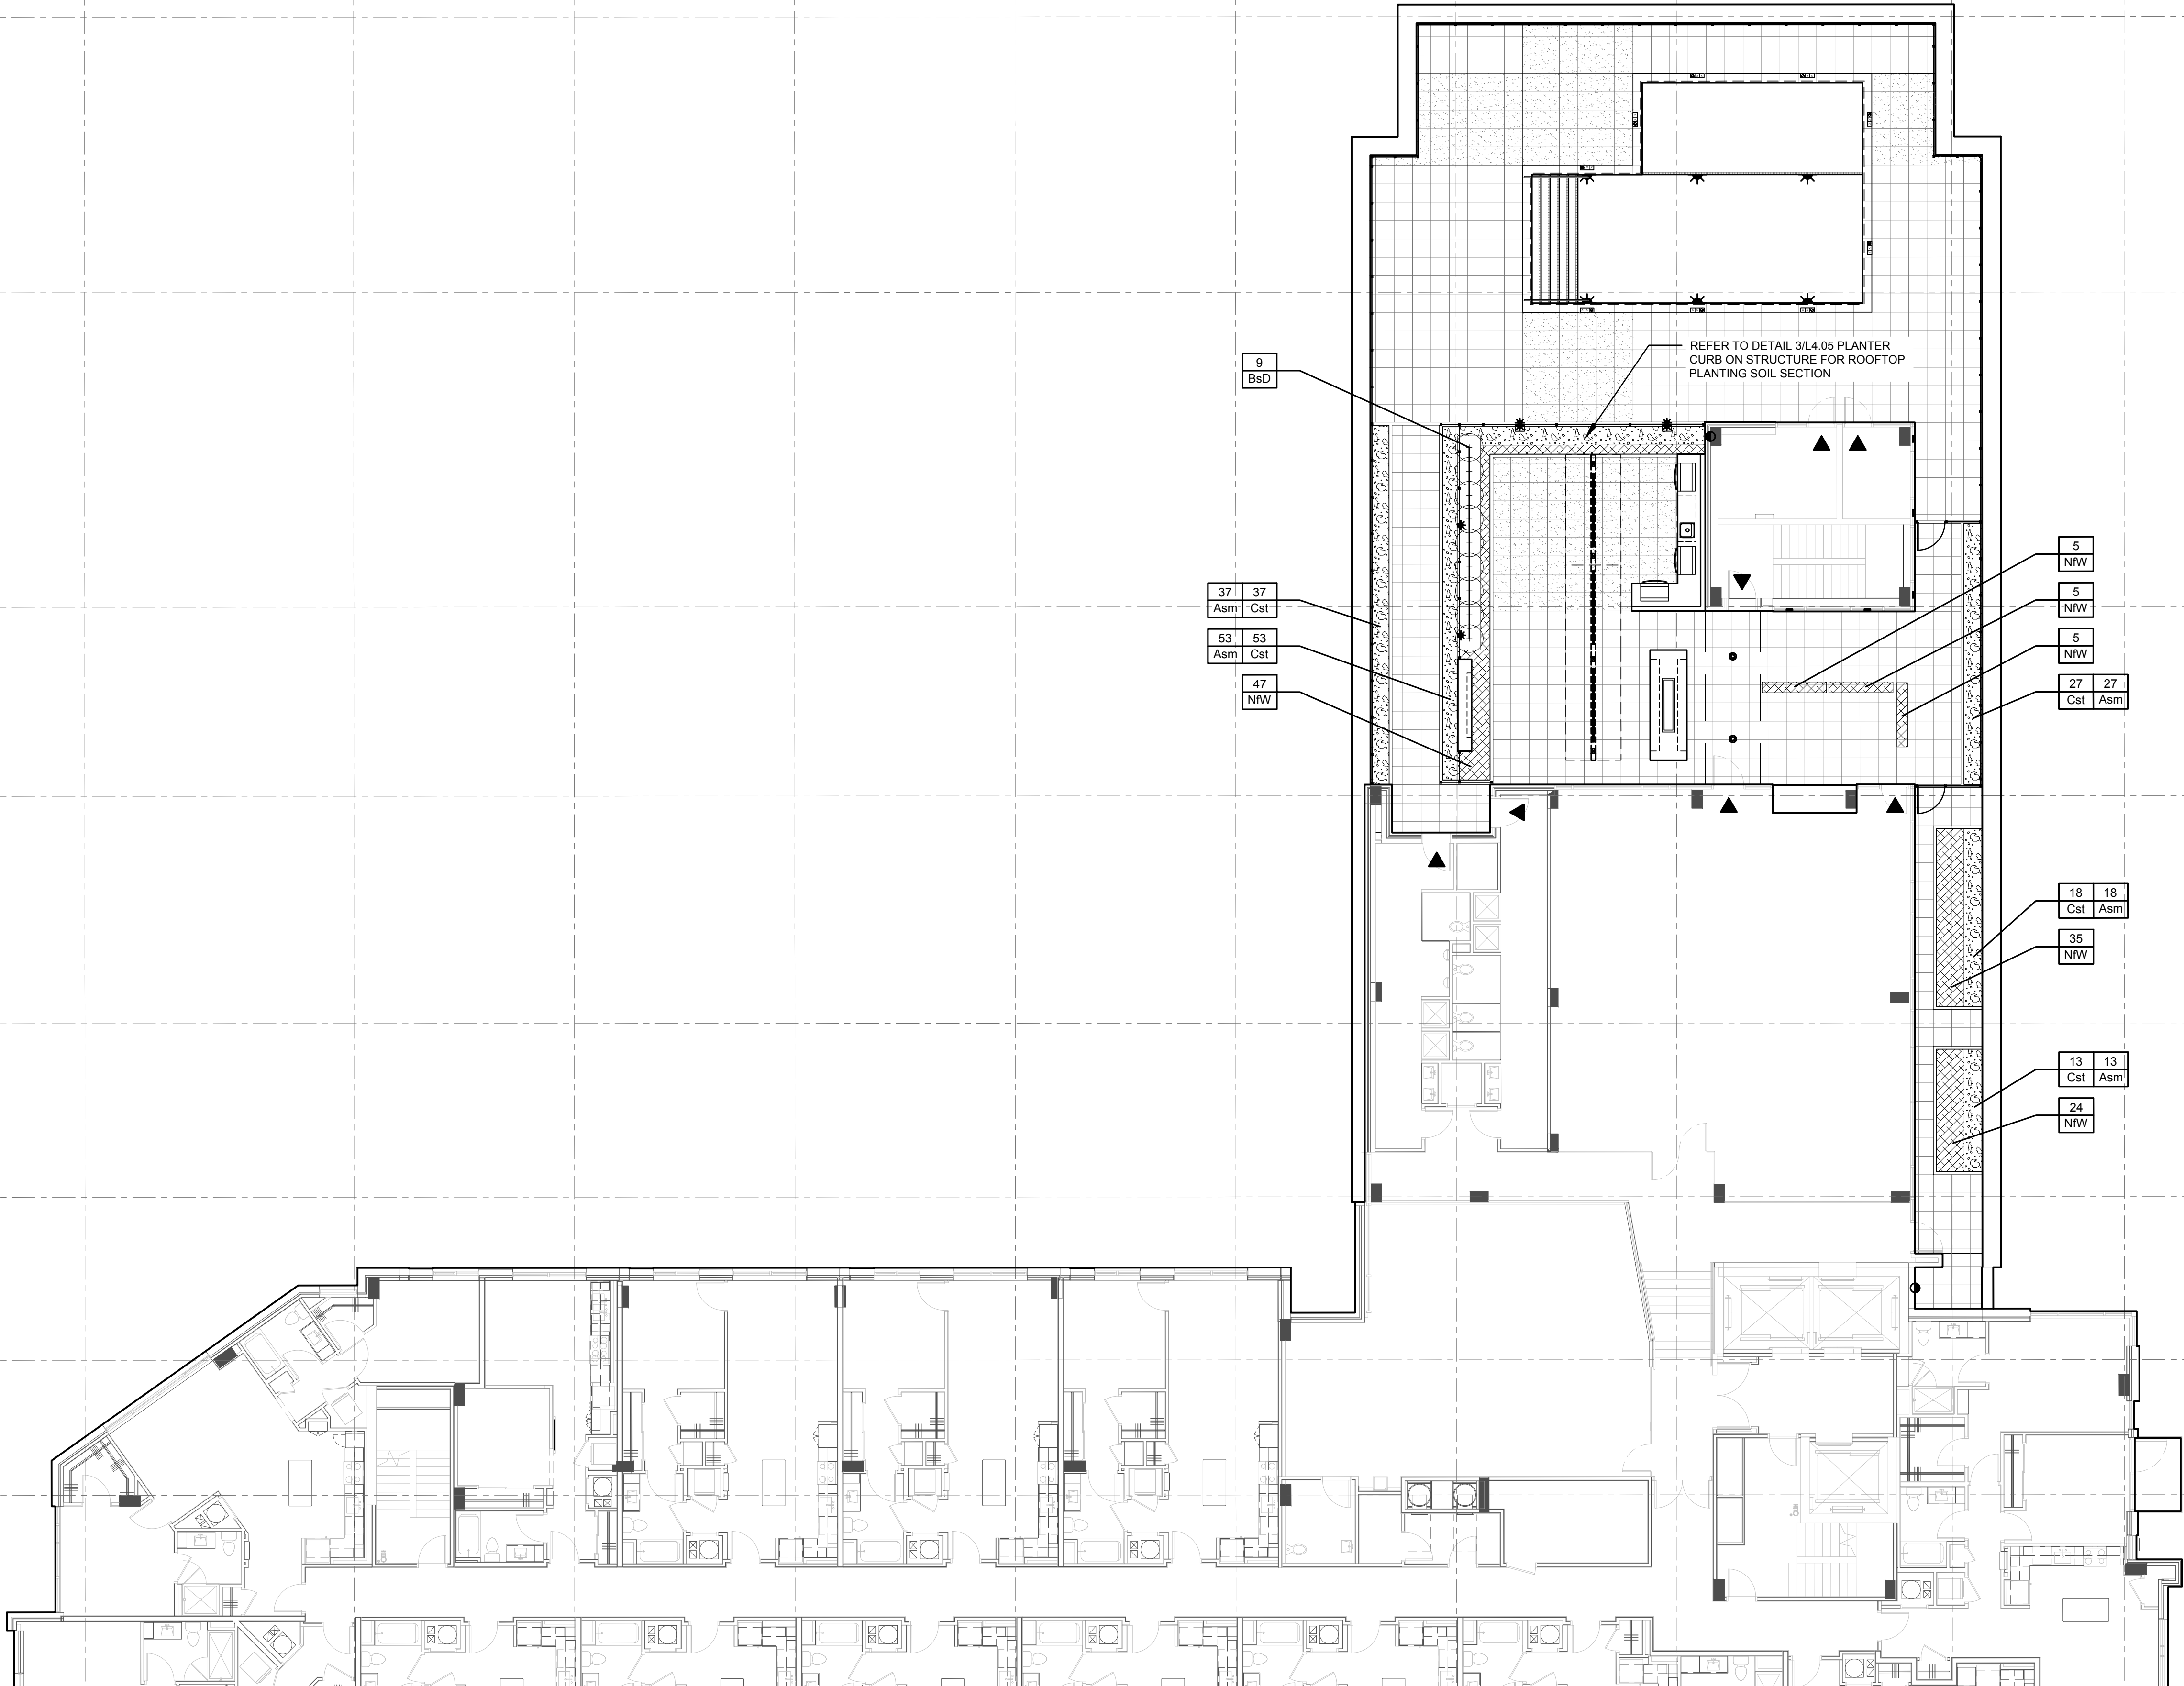 REFER TO DETAIL 3/L4.05 PLANTER
CURB ON STRUCTURE FOR ROOFTOP
PLANTING SOIL SECTION
9
BsD
37 37
Asm Cst
53 53
Asm Cst
47
NfW
5
NfW
5
NfW
5
NfW
27 27
Cst Asm
18 18
Cst Asm
35
NfW
13 13
Cst Asm
24
NfW